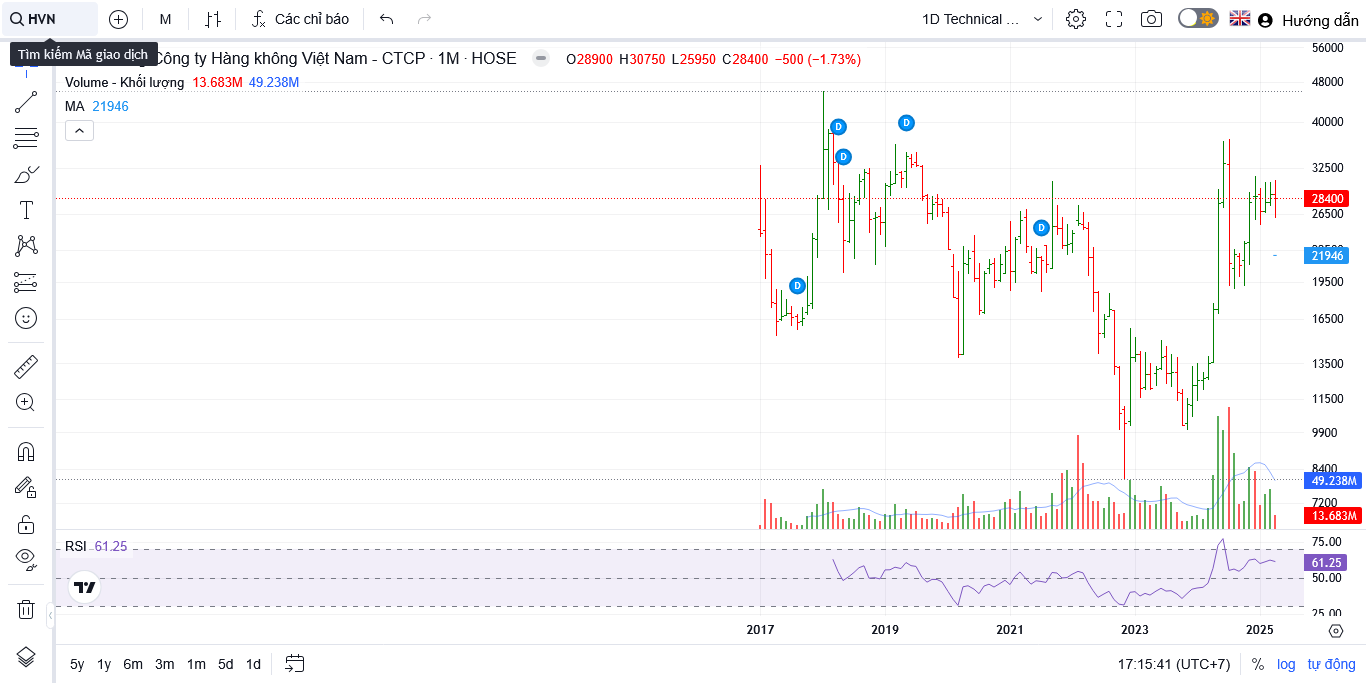 HVN
M
Các chỉ báo
1D Technical ...
Hướng dẫn
Tìm kiếm Mã giao dịch
Công ty Hàng không Việt Nam - CTCP · 1M · HOSE
O28900 H30750 L25950 C28400 −500 (−1.73%)
Volume - Khối lượng 13.683M 49.238M
MA 21946
56000
48000
40000
32500
28400
26500
21946
19500
16500
13500
11500
9900
8400
49.238M
7200
13.683M
D
D
D
D
D
RSI 61.25
75.00
61.25
50.00
25.00
2017 2019 2021 2023 2025
5y 1y 6m 3m 1m 5d 1d
17:15:41 (UTC+7) % log tự động